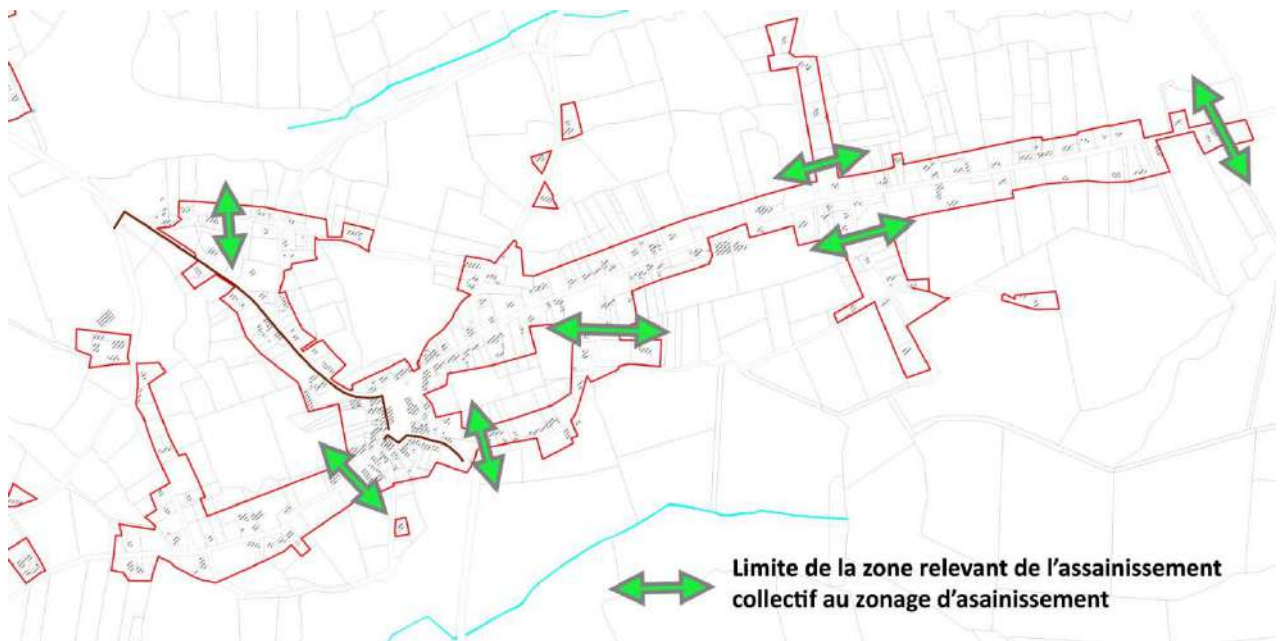 Limite de la zone relevant de l’assainissement
collectif au zonage d’asainissement